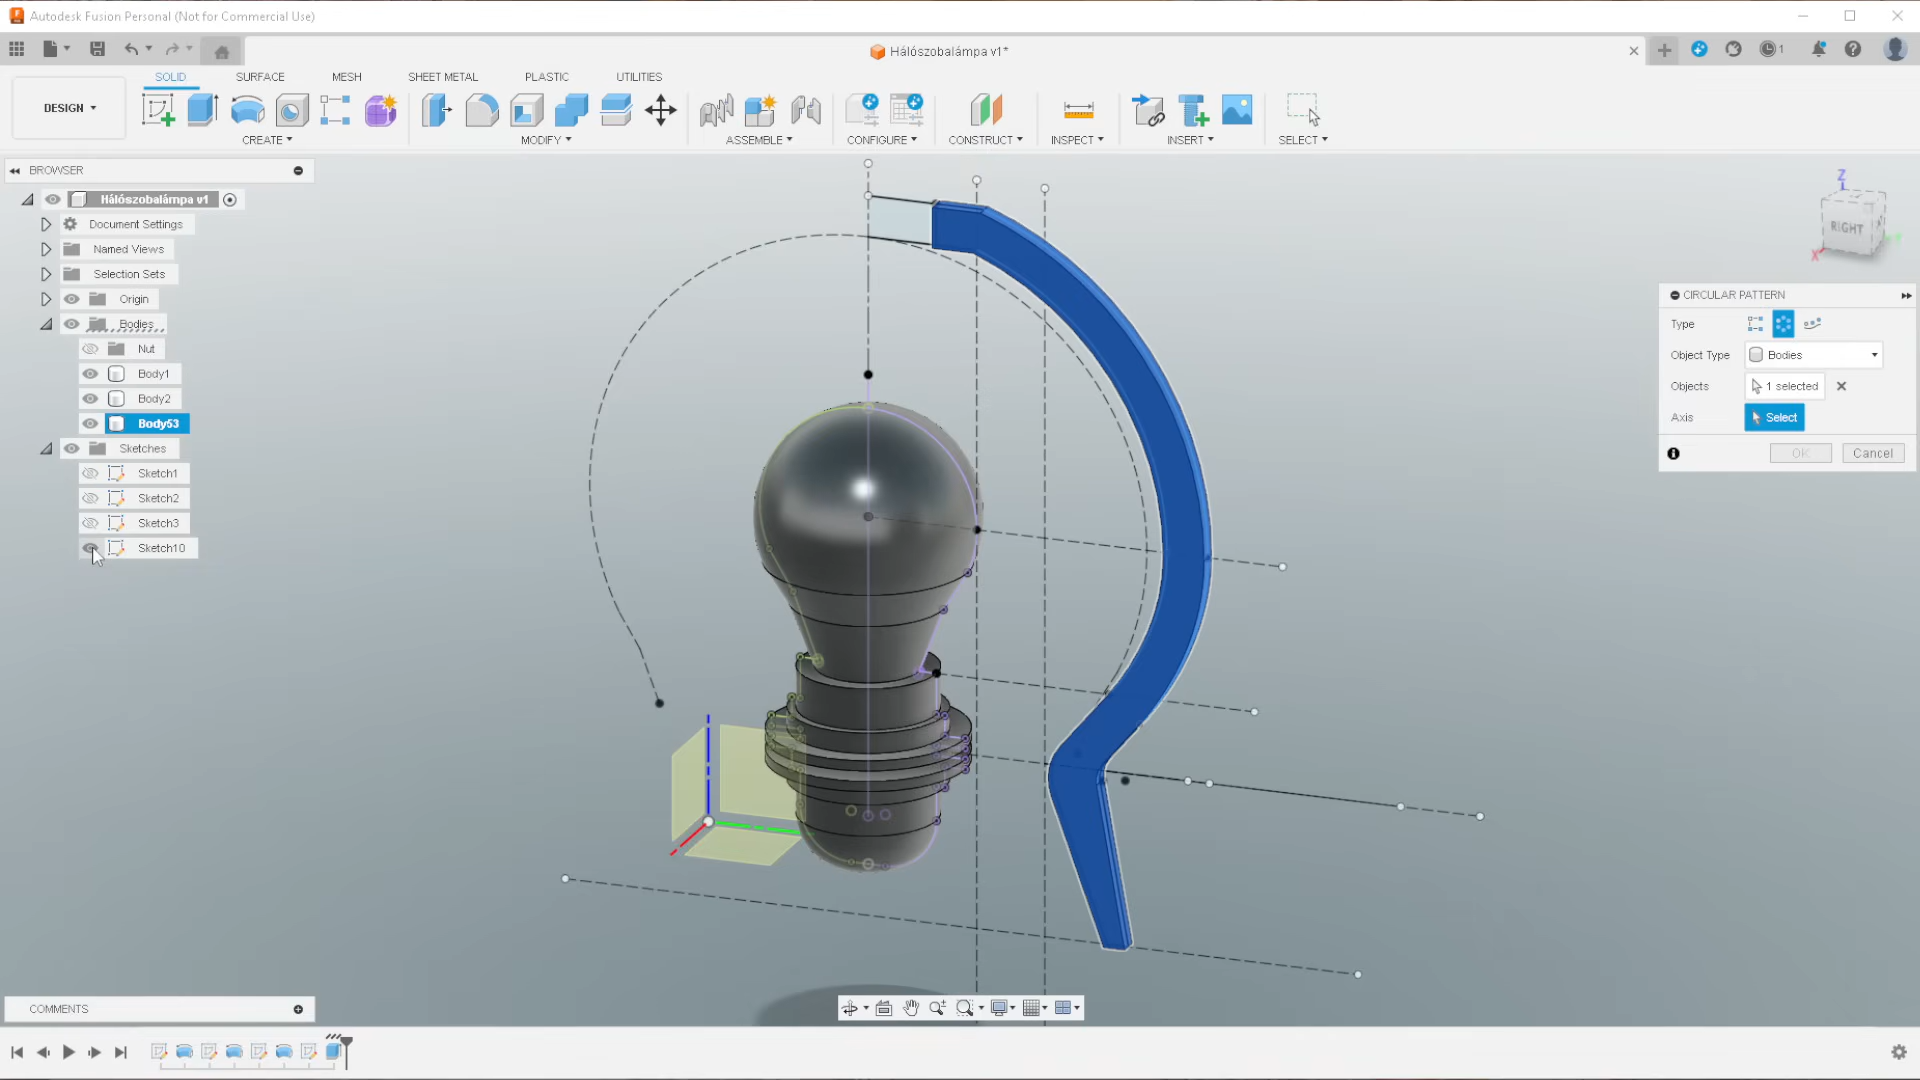 Autodesk Fusion Personal (Not for Commercial Use)
Hálószobalámpa v1*
1
DESIGN
SOLID
SURFACE
MESH
SHEET METAL
PLASTIC
UTILITIES
CREATE
MODIFY
ASSEMBLE
CONFIGURE
CONSTRUCT
INSPECT
INSERT
SELECT
BROWSER
Hálószobalámpa v1
Document Settings
Named Views
Selection Sets
Origin
Bodies
Nut
Body1
Body2
Body53
Sketches
Sketch1
Sketch2
Sketch3
Sketch10
Z
RIGHT
X
CIRCULAR PATTERN
Type
Object Type
Bodies
Objects
1 selected
Axis
Select
OK
Cancel
COMMENTS